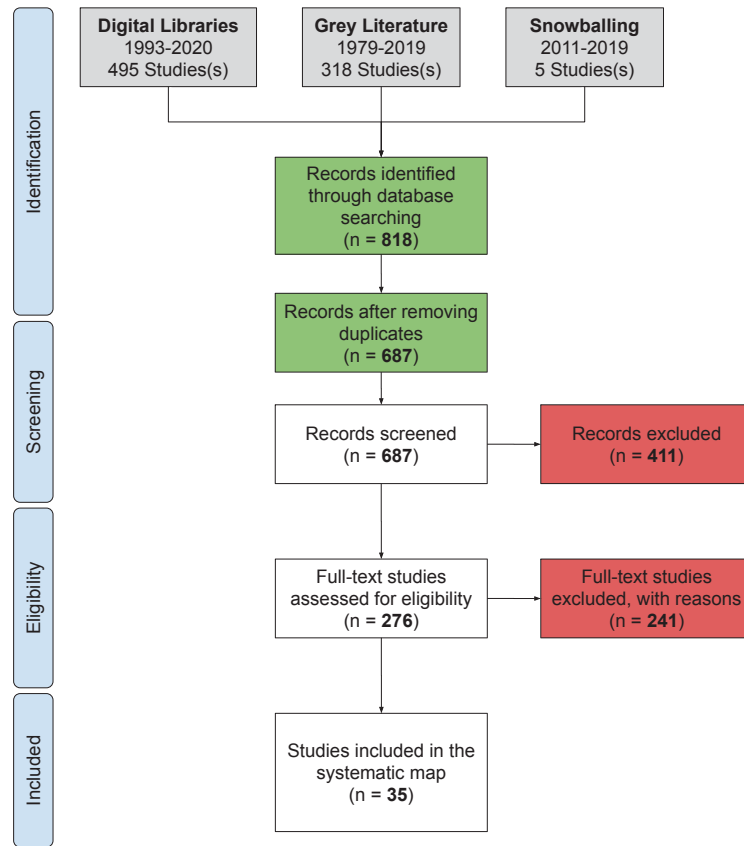 Digital Libraries
1993-2020
495 Studies(s)
Grey Literature
1979-2019
318 Studies(s)
Snowballing
2011-2019
5 Studies(s)
Identification
Records identified
through database
searching
(n = 818)
Records after removing
duplicates
(n = 687)
Screening
Records screened
(n = 687)
Records excluded
(n = 411)
Eligibility
Full-text studies
assessed for eligibility
(n = 276)
Full-text studies
excluded, with reasons
(n = 241)
Included
Studies included in the
systematic map
(n = 35)